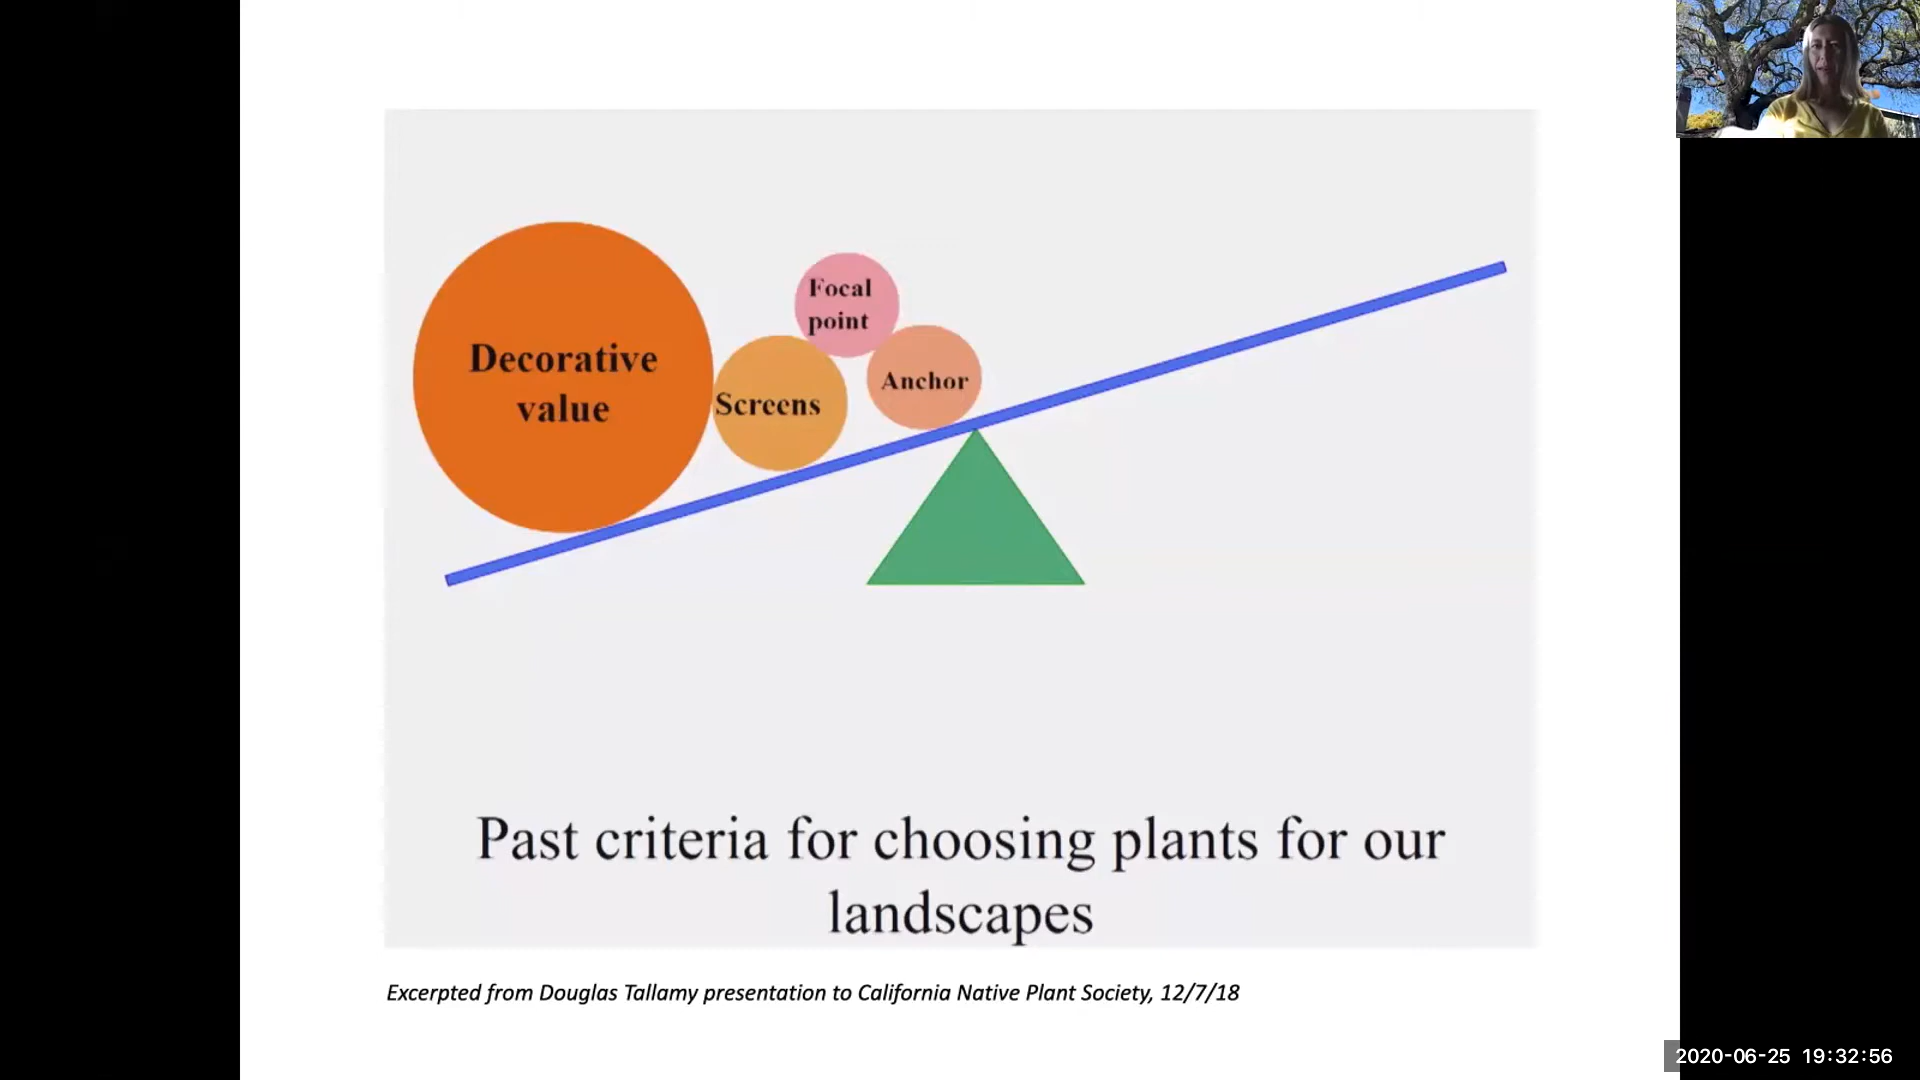 Focal
point
Decorative
value
Screens
Anchor
Past criteria for choosing plants for our
landscapes
Excerpted from Douglas Tallamy presentation to California Native Plant Society, 12/7/18
2020-06-25 19:32:56